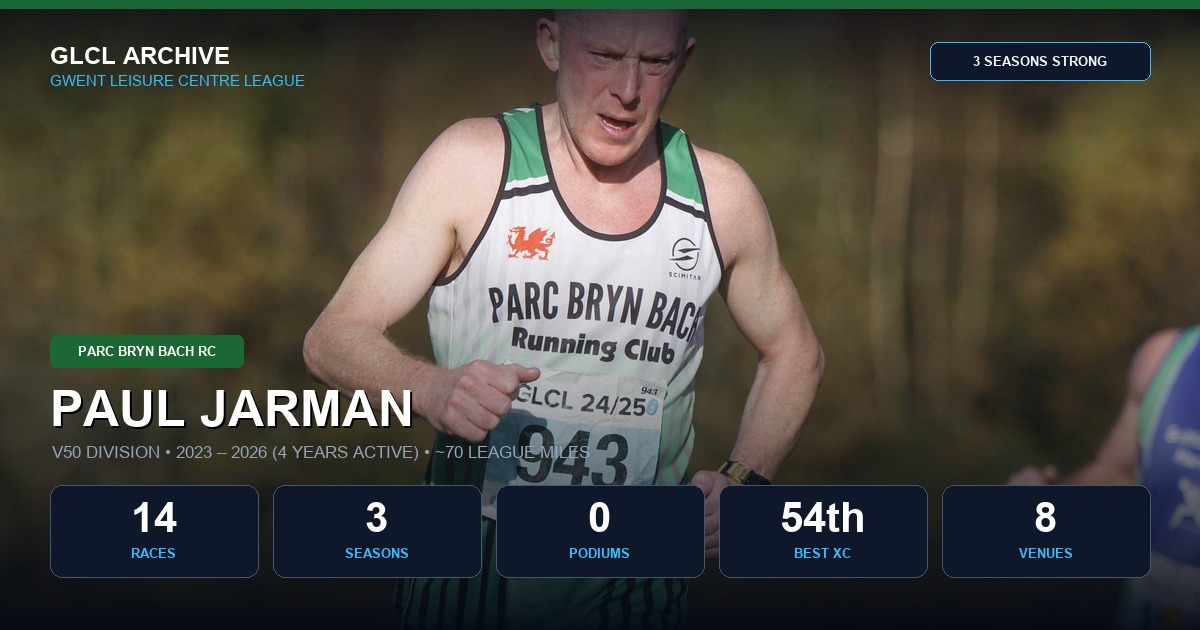 GLCL ARCHIVE
GWENT LEISURE CENTRE LEAGUE
3 SEASONS STRONG
SCIMITAR
PARC BRYN BACH
Running Club
943
GLCL 24/25
943
PARC BRYN BACH RC
PAUL JARMAN
V50 DIVISION • 2023 – 2026 (4 YEARS ACTIVE) • ~70 LEAGUE MILES
14
RACES
3
SEASONS
0
PODIUMS
54th
BEST XC
8
VENUES